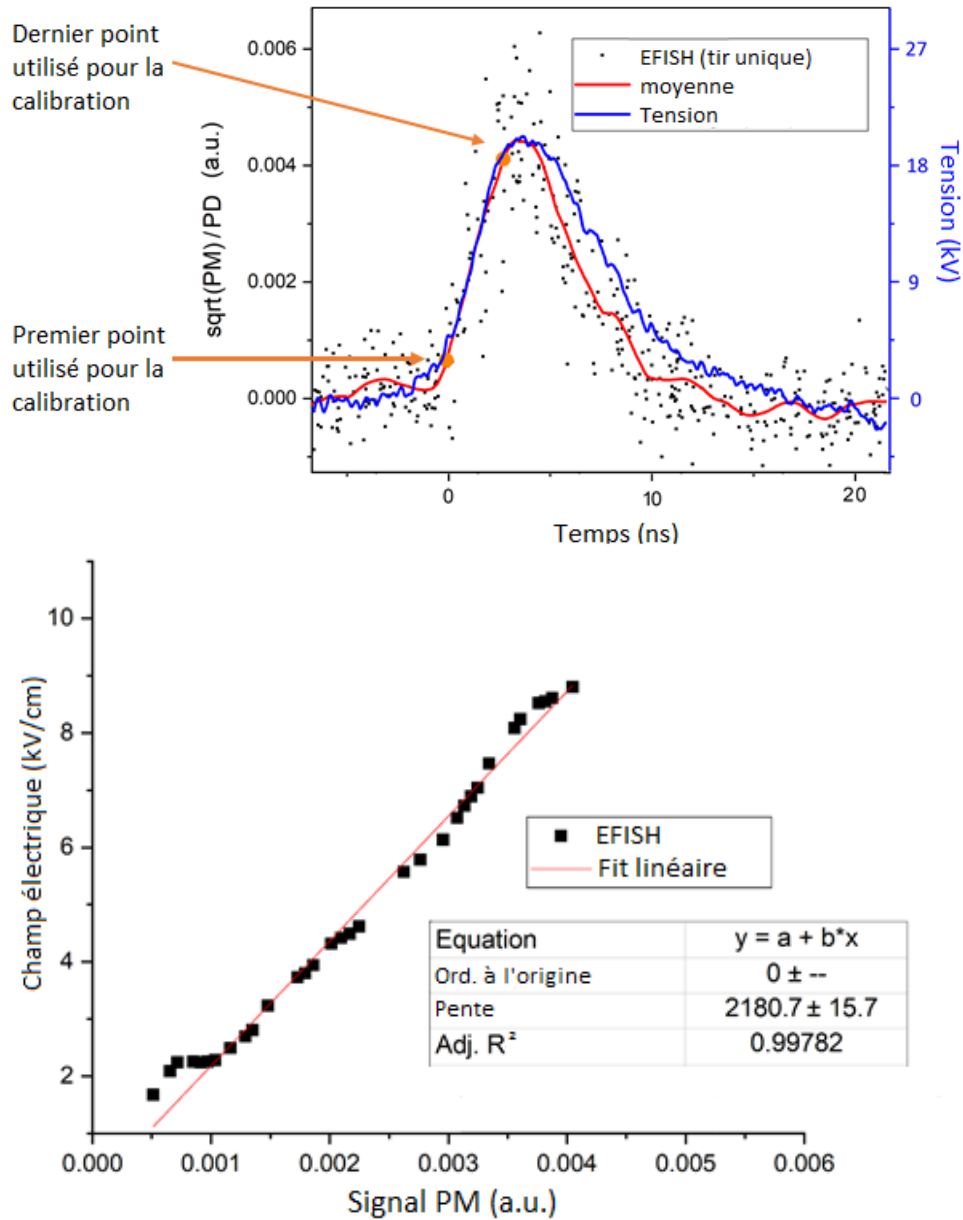 Dernier point
utilisé pour la
calibration
Premier point
utilisé pour la
calibration
sqrt(PM)/PD (a.u.)
0.006
0.004
0.002
0.000
EFISH (tir unique)
moyenne
Tension
27
18
9
0
Tension (kV)
0
10
20
Temps (ns)
Champ électrique (kV/cm)
10
8
6
4
2
EFISH
Fit linéaire
Equation y = a + b*x
Ord. à l'origine 0 ± --
Pente 2180.7 ± 15.7
Adj. R² 0.99782
0.000 0.001 0.002 0.003 0.004 0.005 0.006
Signal PM (a.u.)